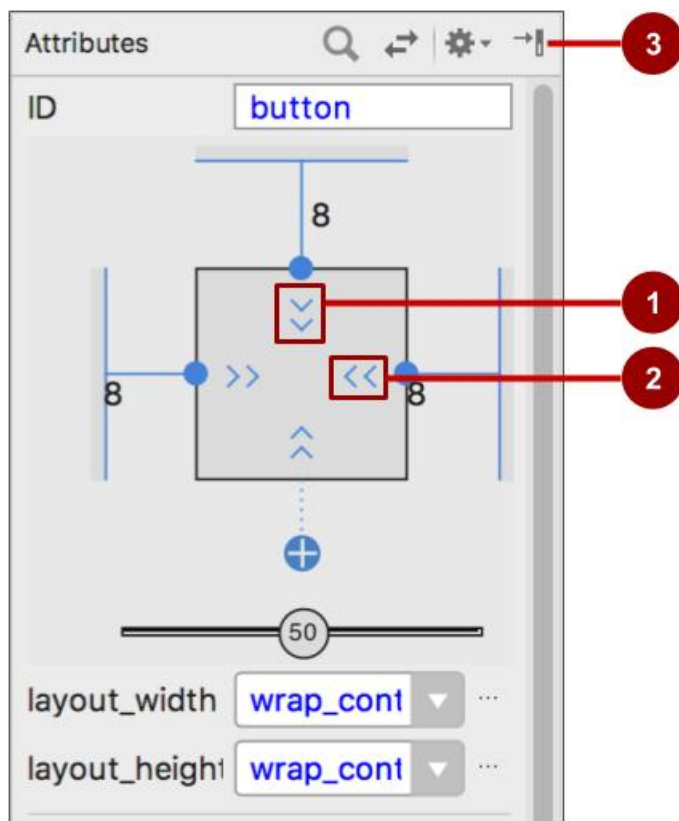 Attributes
3
ID
button
8
1
8
8
2
50
layout_width
wrap_cont
...
layout_height
wrap_cont
...